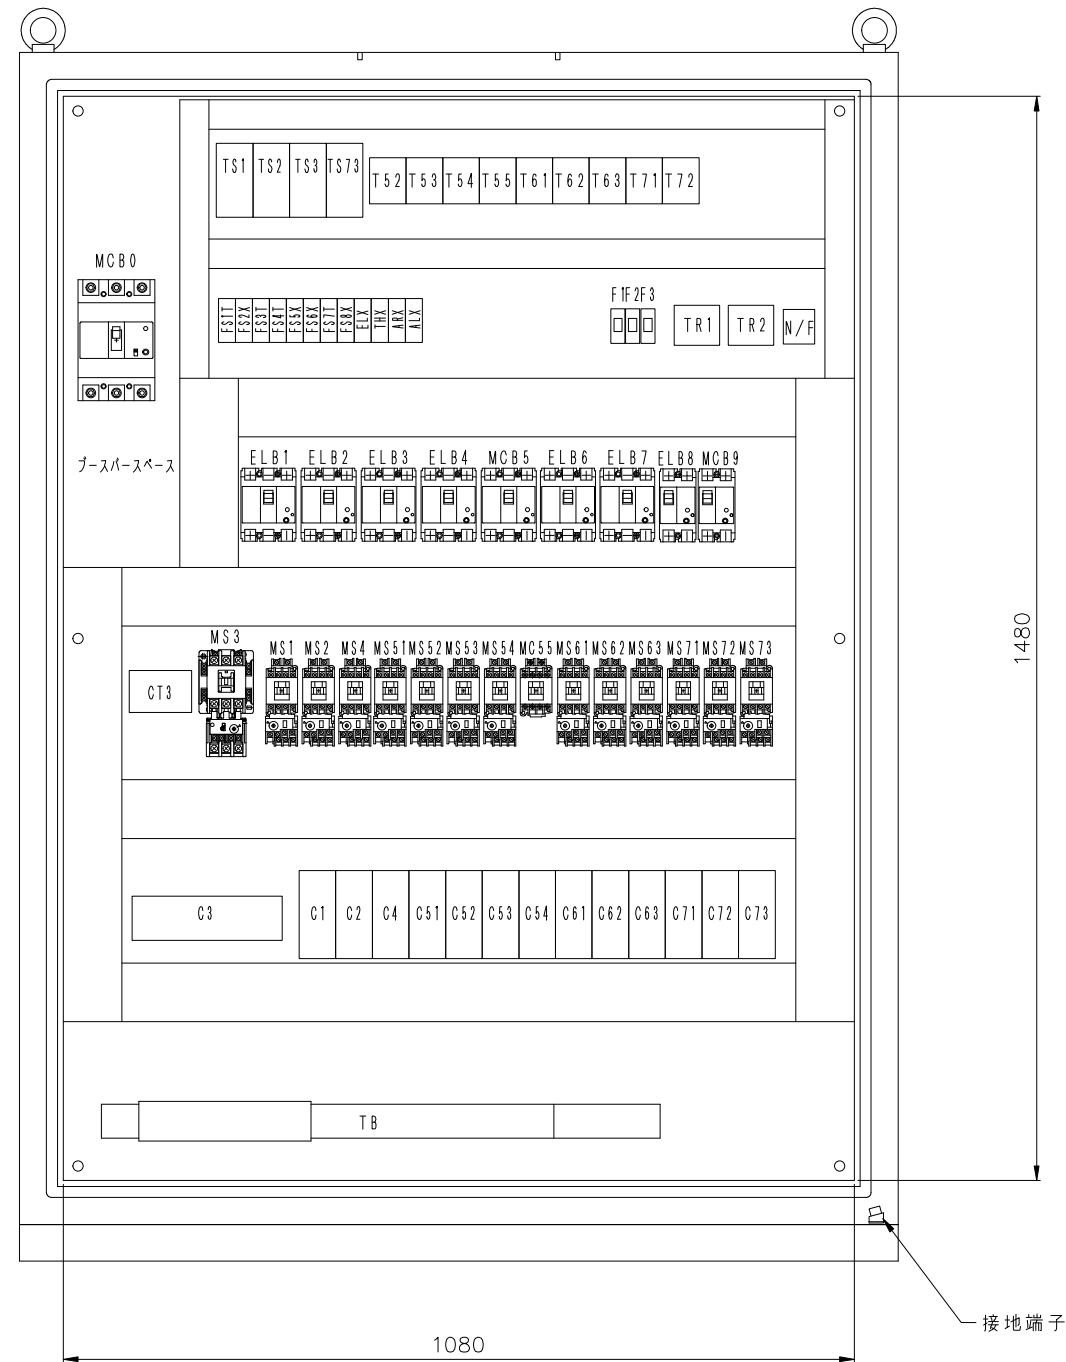 TS1 TS2 TS3 TS73
T52 T53 T54 T55 T61 T62 T63 T71 T72
MCB0
FS1T FS2X FS3T FS4T FS5X FS6X FS7T FS8X ELX THX ARX ALX
F1 F2 F3
TR1 TR2 N/F
ブースバースペース
ELB1 ELB2 ELB3 ELB4 MCB5 ELB6 ELB7 ELB8 MCB9
MS3
MS1 MS2 MS4 MS51 MS52 MS53 MS54 MC55 MS61 MS62 MS63 MS71 MS72 MS73
CT3
1480
C3
C1 C2 C4 C51 C52 C53 C54 C61 C62 C63 C71 C72 C73
TB
接地端子
1080